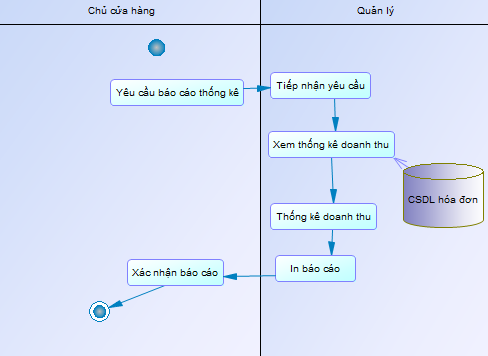 Chủ cửa hàng
Quản lý
Yêu cầu báo cáo thống kê
Tiếp nhận yêu cầu
Xem thống kê doanh thu
CSDL hóa đơn
Thống kê doanh thu
Xác nhận báo cáo
In báo cáo